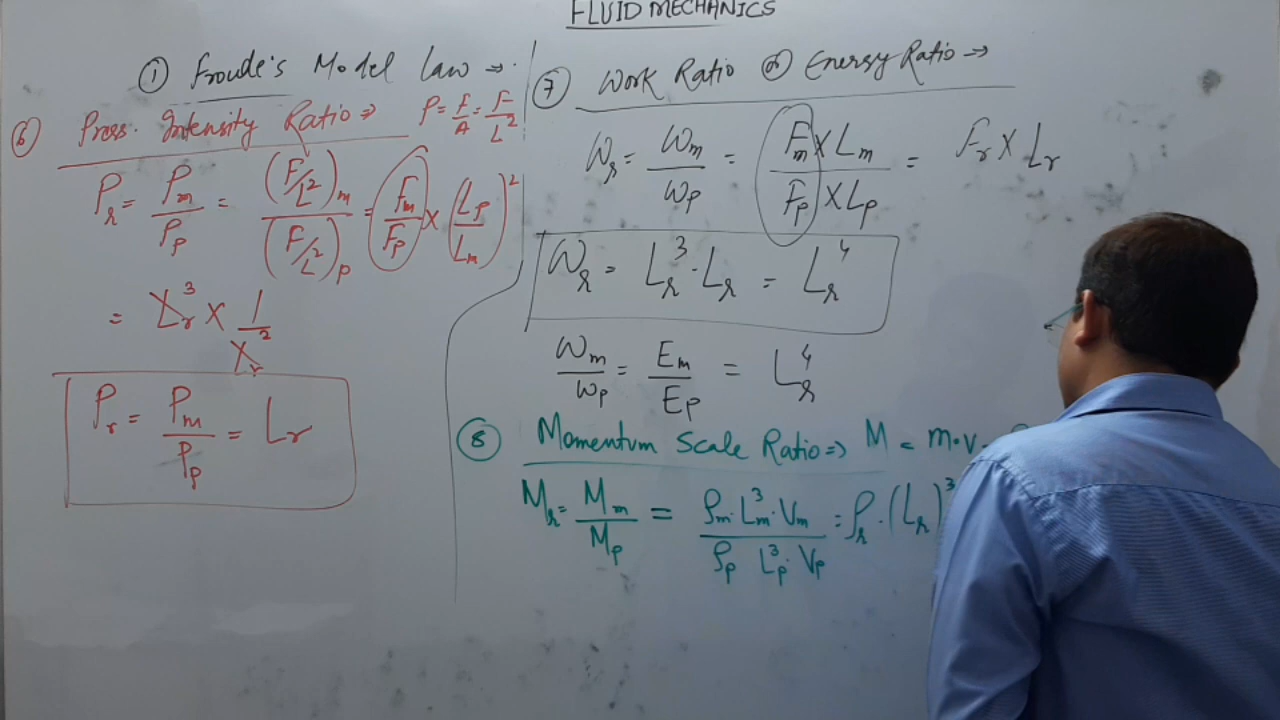 FLUID MECHANICS
① Froude's Model law →
⑥ Press. Intensity Ratio ⇒ P = F/A = F/L²
Pr = Pm/Pp = (F/L²)m / (F/L²)p = Fm/Fp × (Lp/Lm)²
= Lr³ × 1/Lr²
Pr = Pm/Pp = Lr
⑦ Work Ratio or Energy Ratio →
Wr = Wm/Wp = Fm × Lm / Fp × Lp = Fr × Lr
Wr = Lr³ · Lr = Lr⁴
Wm/Wp = Em/Ep = Lr⁴
⑧ Momentum Scale Ratio ⇒ M = m·v
Mr = Mm/Mp = ρm · Lm³ · Vm / ρp Lp³ · Vp = ρr · (Lr)³